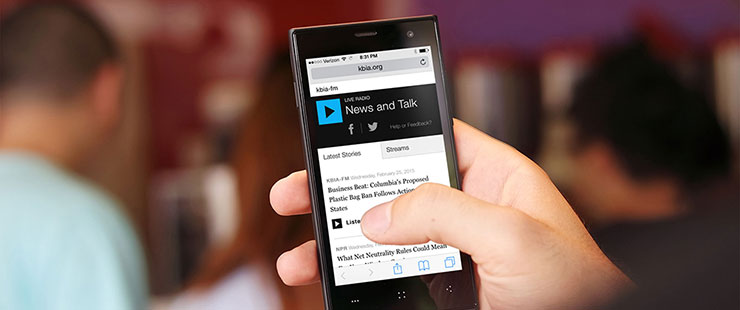 Verizon 8:31 PM
kbia.org
kbia-fm
LIVE RADIO
News and Talk
Help or Feedback?
Latest Stories
Streams
KBIA-FM Wednesday, February 25, 2015
Business Beat: Columbia's Proposed
Plastic Bag Ban Follows Action
States
NPR Wednesday,
What Net Neutrality Rules Could Mean